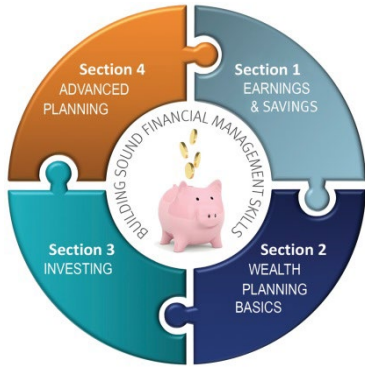 Section 1
EARNINGS
& SAVINGS
Section 2
WEALTH
PLANNING
BASICS
Section 3
INVESTING
Section 4
ADVANCED
PLANNING
BUILDING SOUND FINANCIAL MANAGEMENT SKILLS